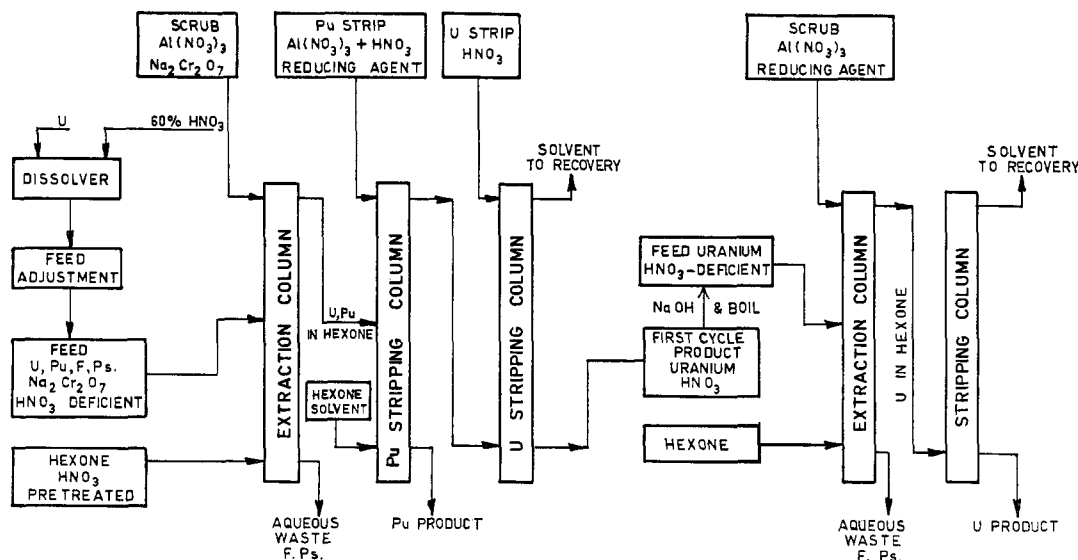 SCRUB
Al(NO3)3
Na2Cr2O7
Pu STRIP
Al(NO3)3 + HNO3
REDUCING AGENT
U STRIP
HNO3
SCRUB
Al(NO3)3
REDUCING AGENT
U
60% HNO3
DISSOLVER
FEED
ADJUSTMENT
FEED
U, Pu, F, Ps.
Na2Cr2O7
HNO3 DEFICIENT
HEXONE
HNO3
PRETREATED
EXTRACTION COLUMN
AQUEOUS
WASTE
F. Ps.
U, Pu
IN HEXONE
HEXONE
SOLVENT
Pu STRIPPING COLUMN
Pu PRODUCT
U STRIPPING COLUMN
SOLVENT
TO RECOVERY
FEED URANIUM
HNO3-DEFICIENT
NaOH & BOIL
FIRST CYCLE
PRODUCT
URANIUM
HNO3
HEXONE
EXTRACTION COLUMN
AQUEOUS
WASTE
F. Ps.
U IN HEXONE
STRIPPING COLUMN
SOLVENT
TO RECOVERY
U PRODUCT